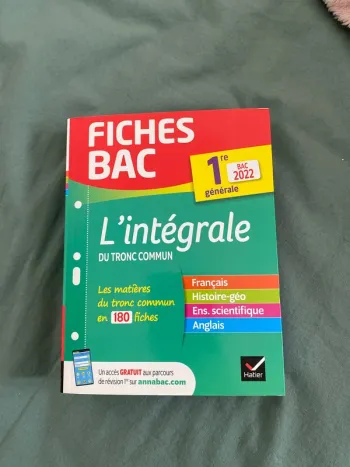 FICHES
BAC
1re
BAC
2022
générale
L'intégrale
DU TRONC COMMUN
Les matières
du tronc commun
en 180 fiches
Français
Histoire-géo
Ens. scientifique
Anglais
Un accès GRATUIT aux parcours
de révision 1re sur annabac.com
Hatier